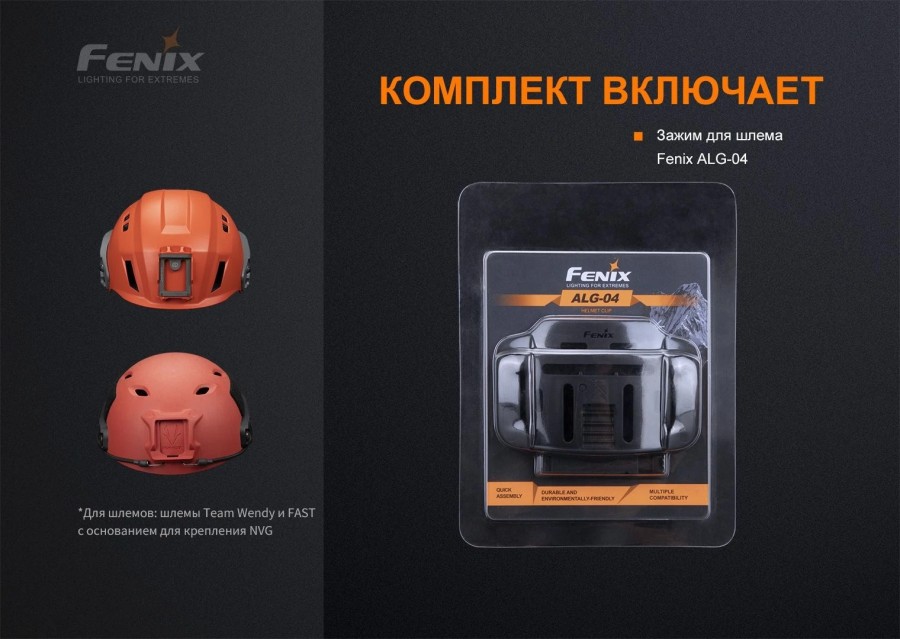 FENIX
LIGHTING FOR EXTREMES
КОМПЛЕКТ ВКЛЮЧАЕТ
Зажим для шлема
Fenix ALG-04
FENIX
LIGHTING FOR EXTREMES
ALG-04
HELMET CLIP
FENIX
QUICK
ASSEMBLY
DURABLE AND
ENVIRONMENTALLY-FRIENDLY
MULTIPLE
COMPATIBILITY
*Для шлемов: шлемы Team Wendy и FAST
с основанием для крепления NVG